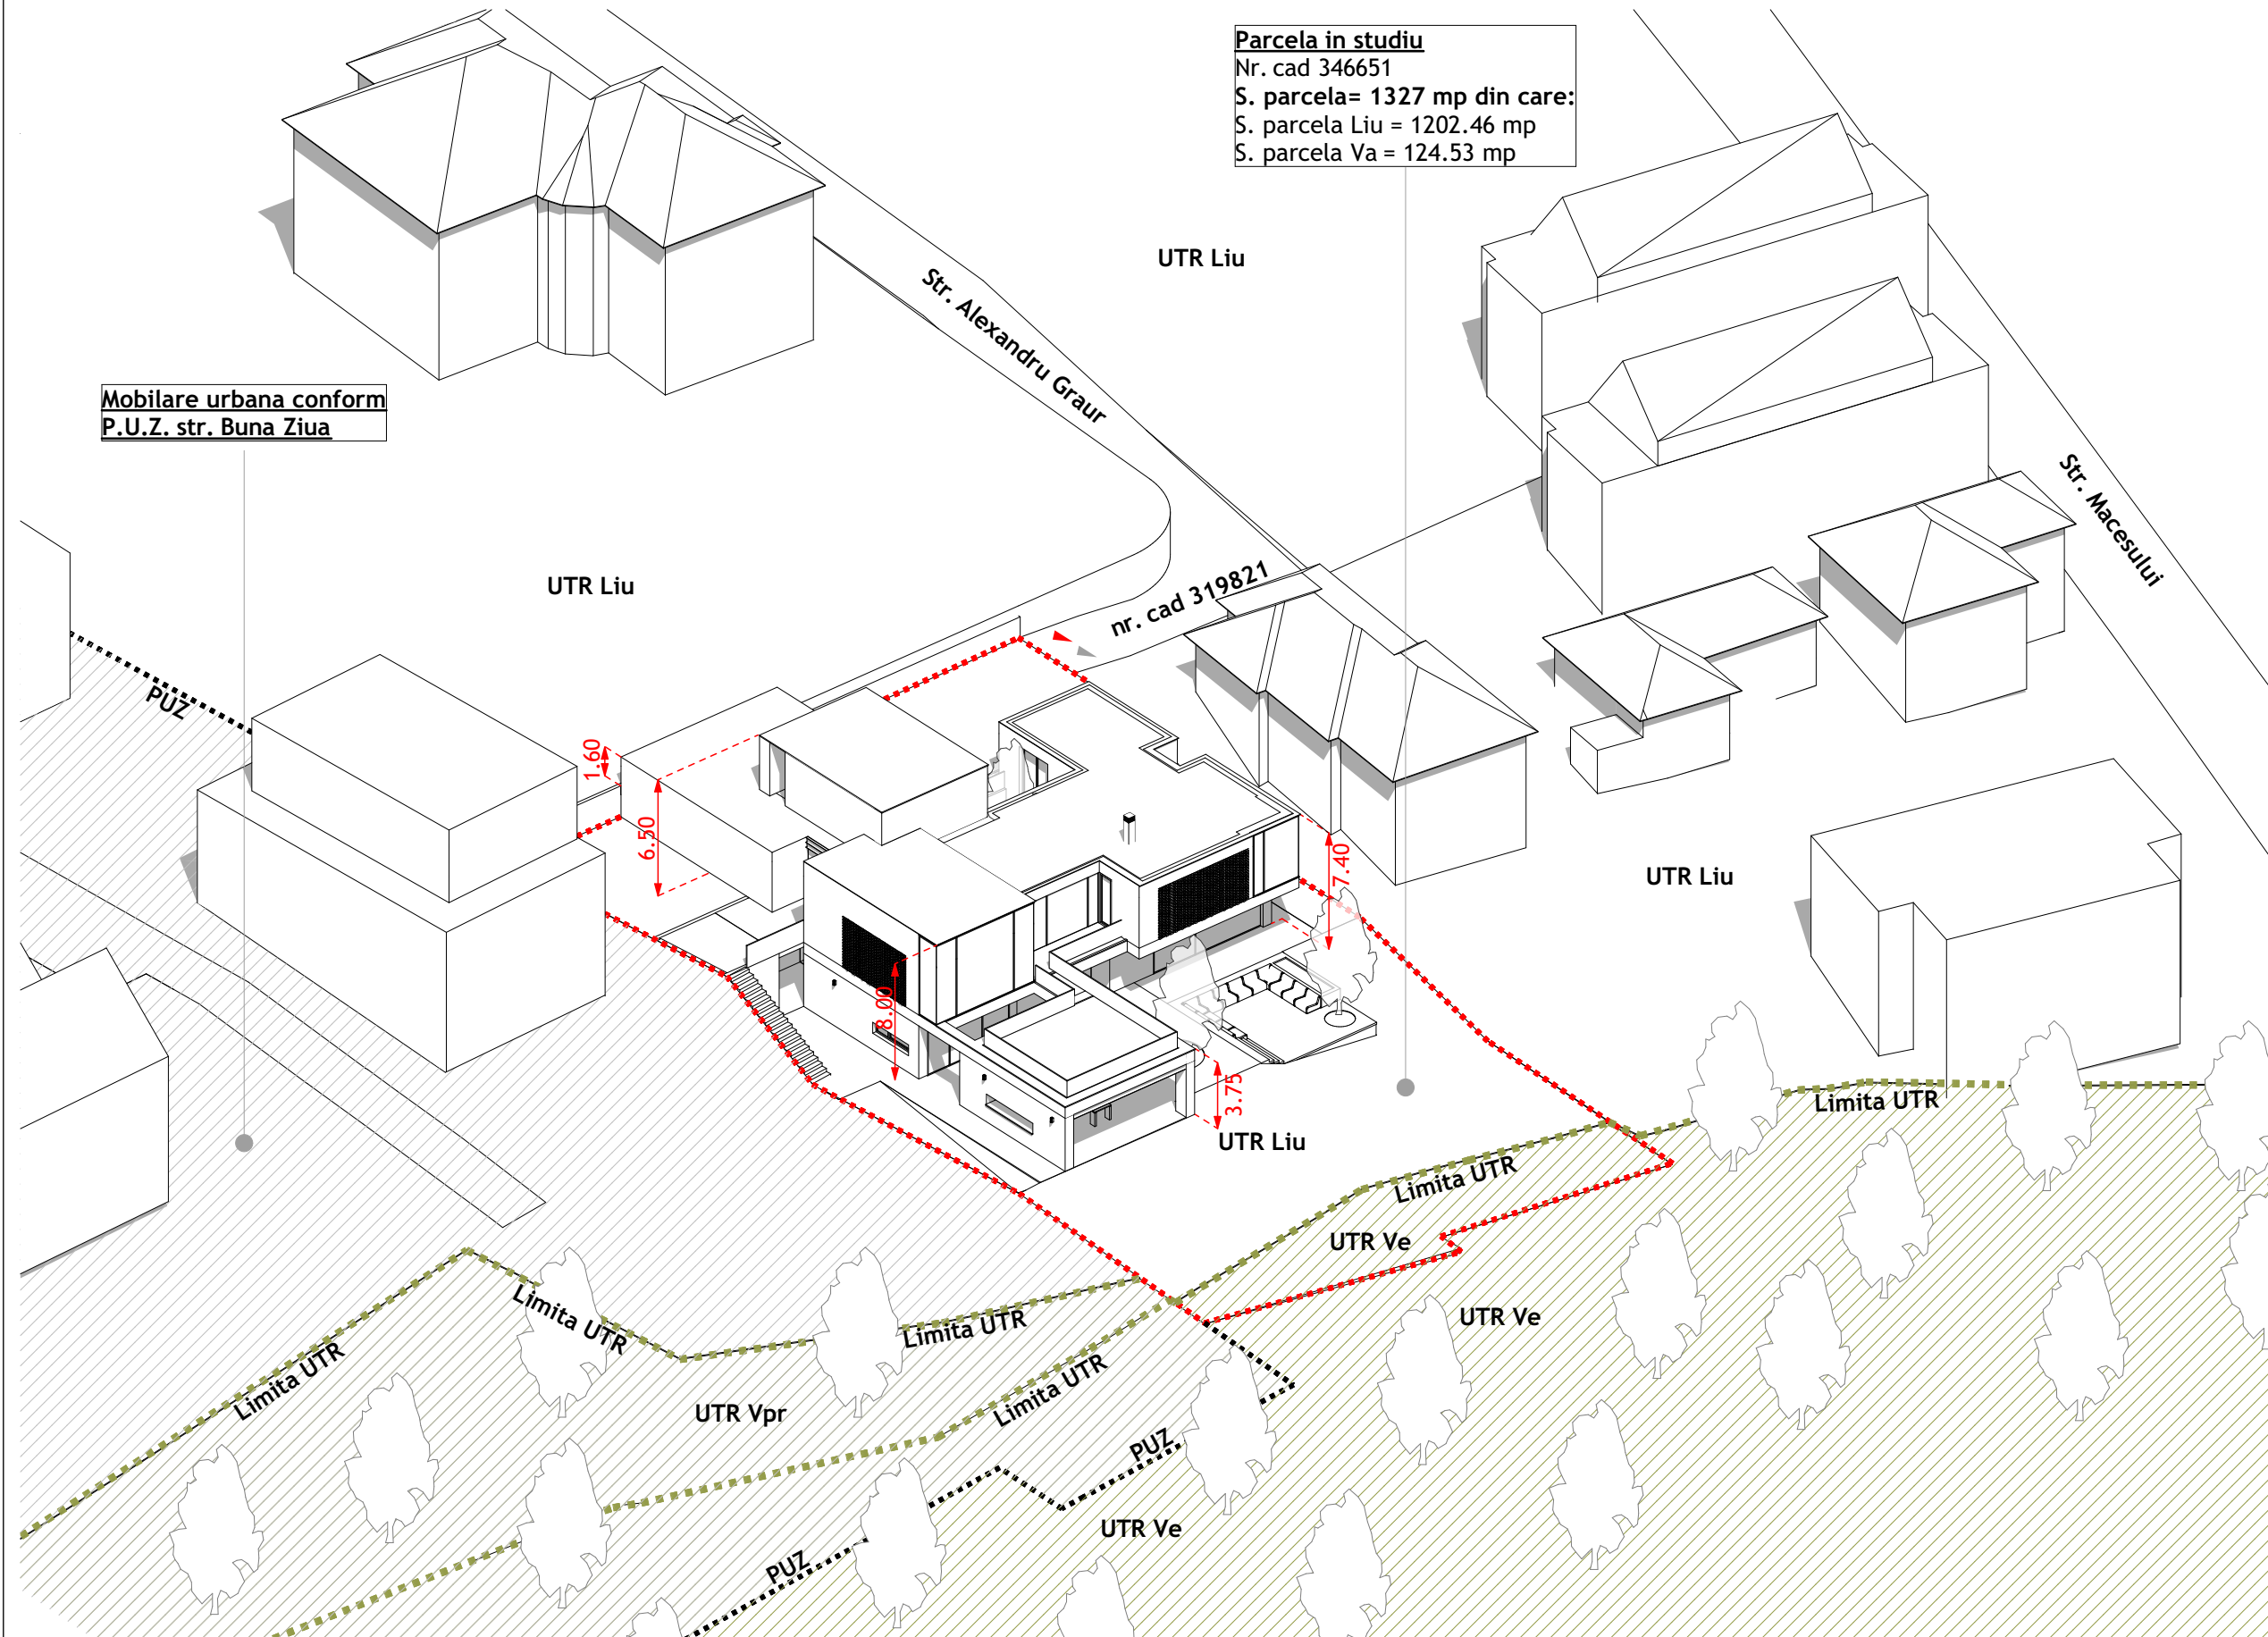 Parcela in studiu
Nr. cad 346651
S. parcela= 1327 mp din care:
S. parcela Liu = 1202.46 mp
S. parcela Va = 124.53 mp
UTR Liu
Str. Alexandru Graur
Mobilare urbana conform
P.U.Z. str. Buna Ziua
Str. Macesului
UTR Liu
nr. cad 319821
PUZ
1.60
6.50
7.40
UTR Liu
8.00
3.75
UTR Liu
Limita UTR
Limita UTR
UTR Ve
Limita UTR
Limita UTR
UTR Ve
Limita UTR
Limita UTR
UTR Vpr
PUZ
UTR Ve
PUZ